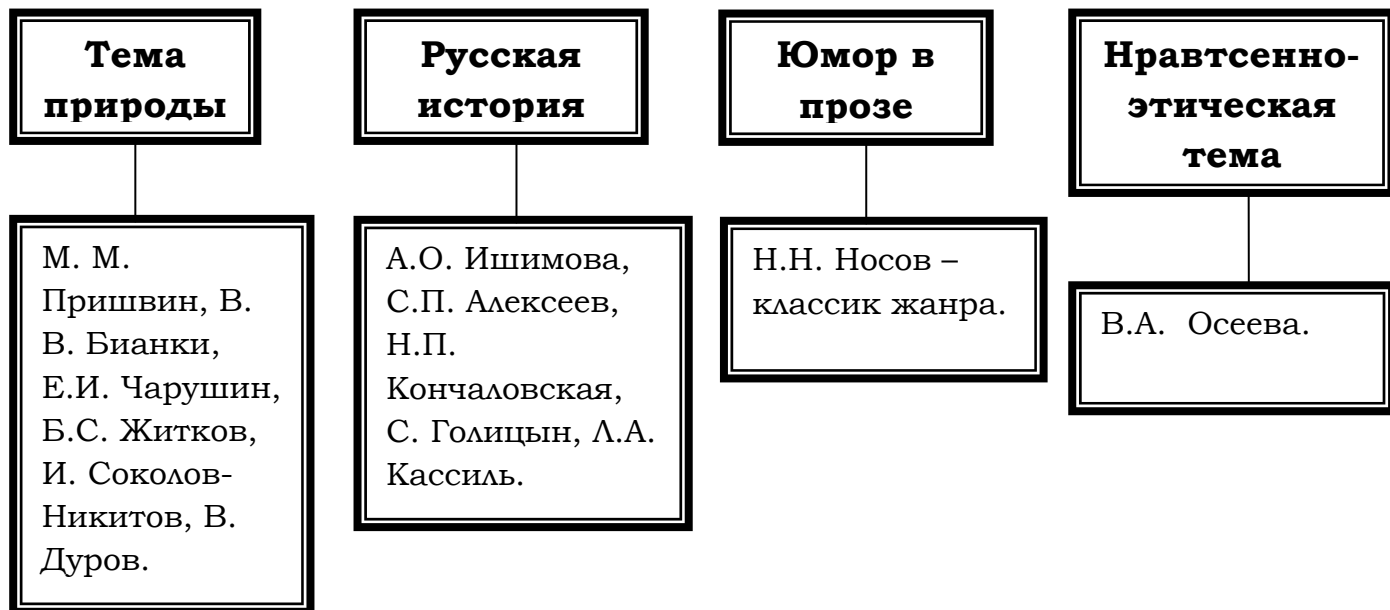 Тема
природы
М. М.
Пришвин, В.
В. Бианки,
Е.И. Чарушин,
Б.С. Житков,
И. Соколов-
Никитов, В.
Дуров.
Русская
история
А.О. Ишимова,
С.П. Алексеев,
Н.П.
Кончаловская,
С. Голицын, Л.А.
Кассиль.
Юмор в
прозе
Н.Н. Носов –
классик жанра.
Нравтсенно-
этическая
тема
В.А. Осеева.